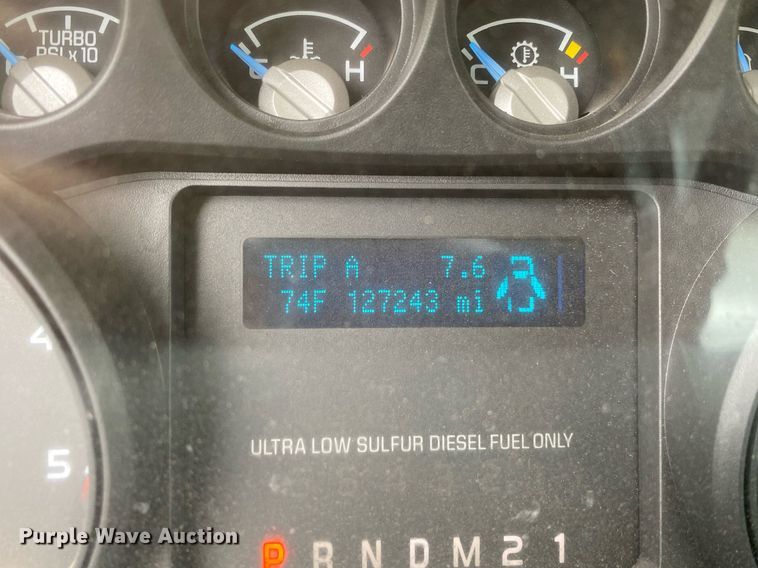 TURBO
PSI x 10
C H
C H
TRIP A 7.6
74F 127243 mi
4
5
ULTRA LOW SULFUR DIESEL FUEL ONLY
P R N D M 2 1
Purple Wave Auction